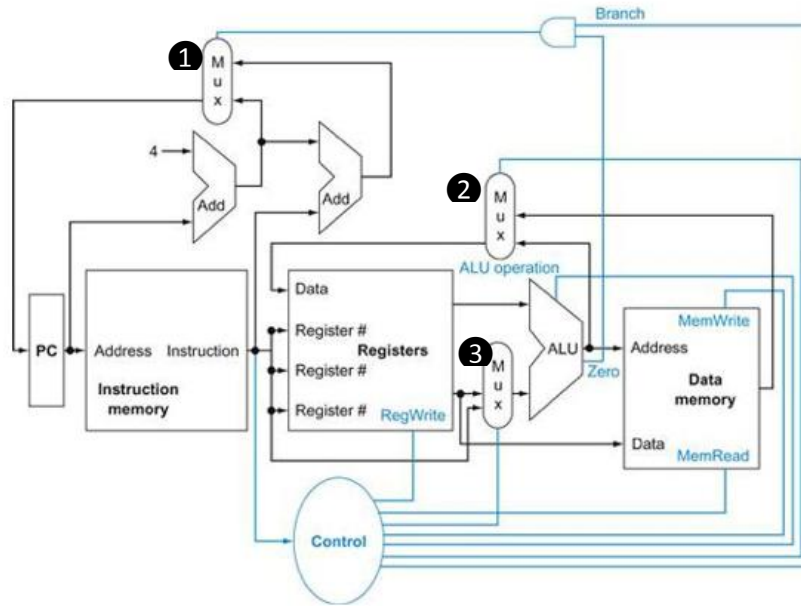 Branch
1
M
u
x
4
Add
Add
2
M
u
x
ALU operation
Data
Register #
Registers
Register #
Register #
RegWrite
PC
Address
Instruction
Instruction
memory
3
M
u
x
ALU
Zero
MemWrite
Address
Data
memory
Data
MemRead
Control